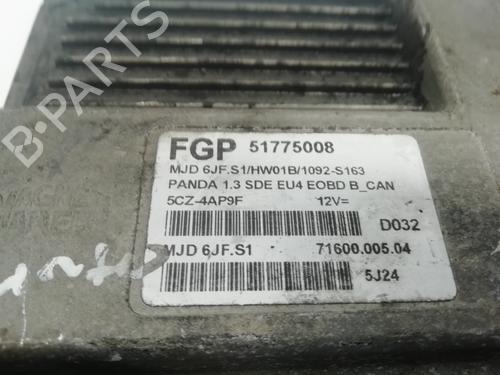 FGP 51775008
MJD 6JF.S1/HW01B/1092-S163
PANDA 1.3 SDE EU4 EOBD B_CAN
5CZ-4AP9F 12V=
D032
MJD 6JF.S1 71600.005.04
5J24